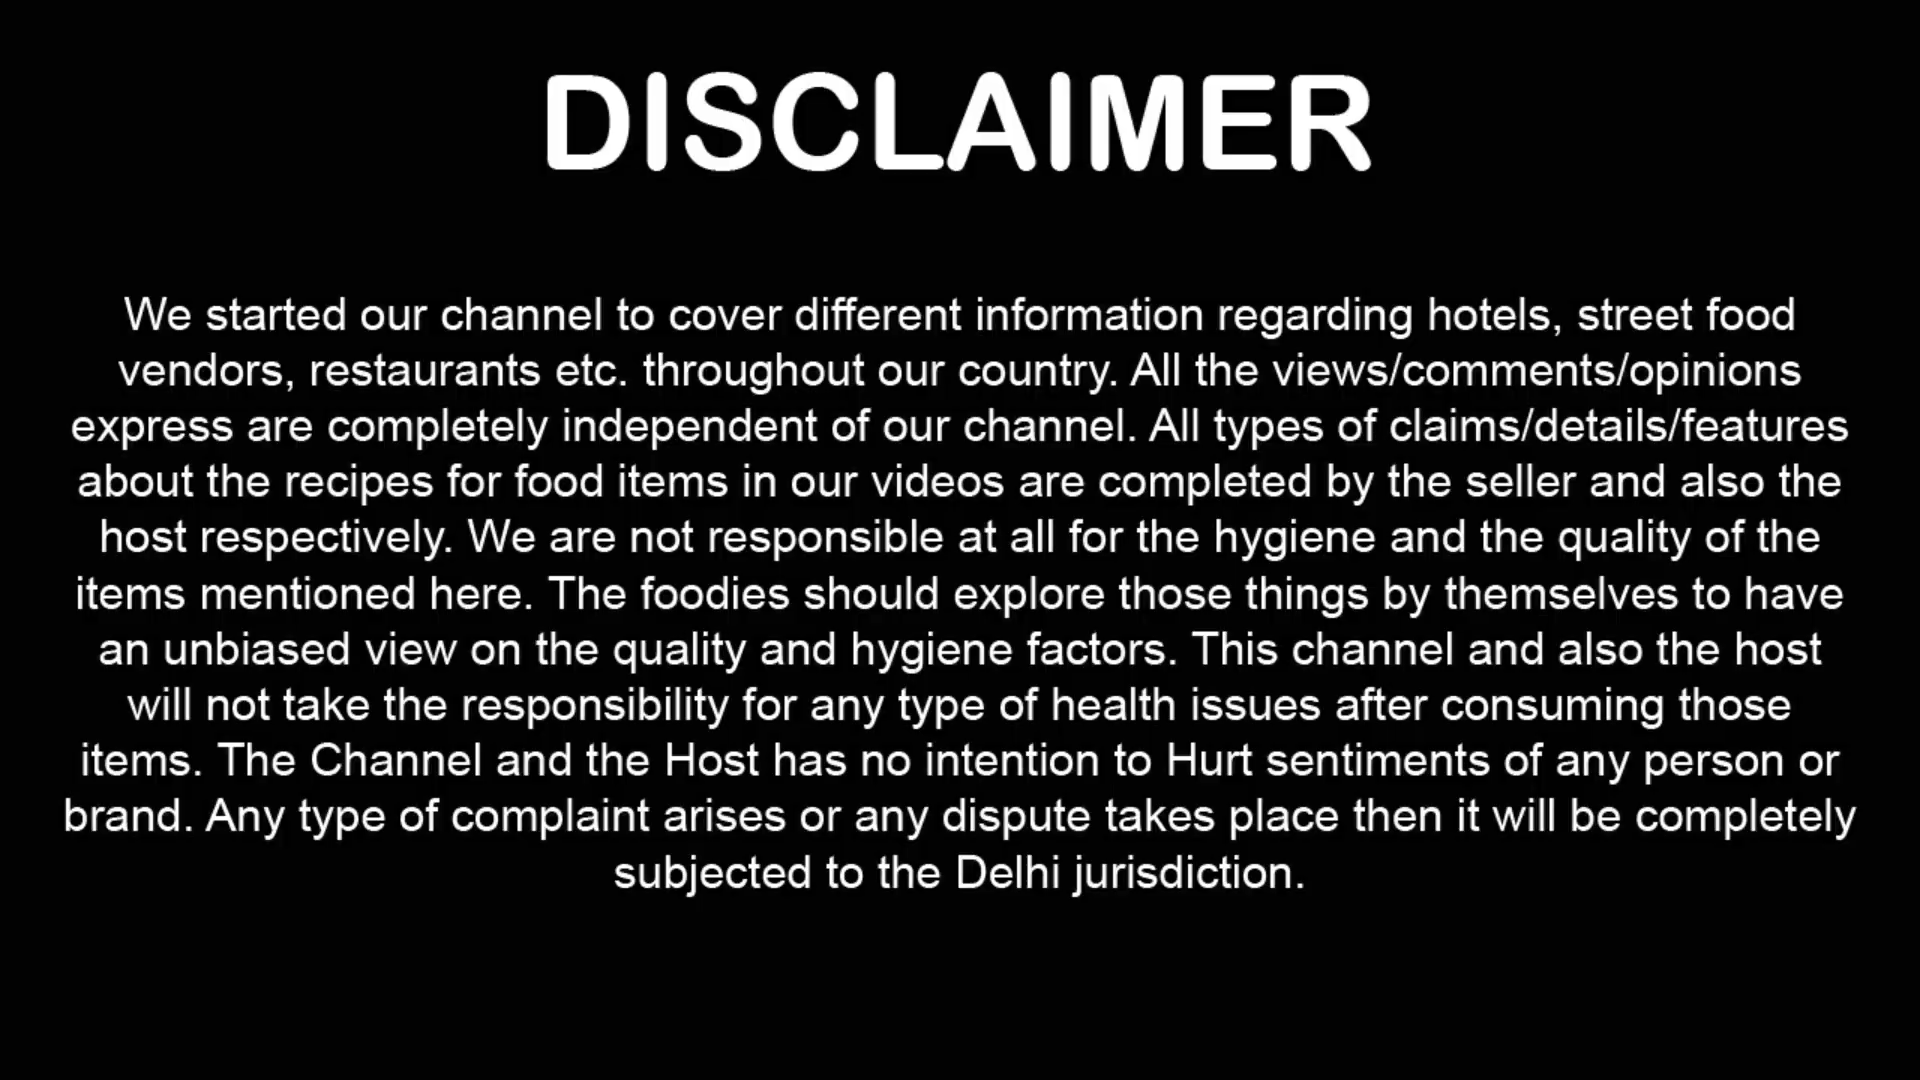 DISCLAIMER
We started our channel to cover different information regarding hotels, street food
vendors, restaurants etc. throughout our country. All the views/comments/opinions
express are completely independent of our channel. All types of claims/details/features
about the recipes for food items in our videos are completed by the seller and also the
host respectively. We are not responsible at all for the hygiene and the quality of the
items mentioned here. The foodies should explore those things by themselves to have
an unbiased view on the quality and hygiene factors. This channel and also the host
will not take the responsibility for any type of health issues after consuming those
items. The Channel and the Host has no intention to Hurt sentiments of any person or
brand. Any type of complaint arises or any dispute takes place then it will be completely
subjected to the Delhi jurisdiction.